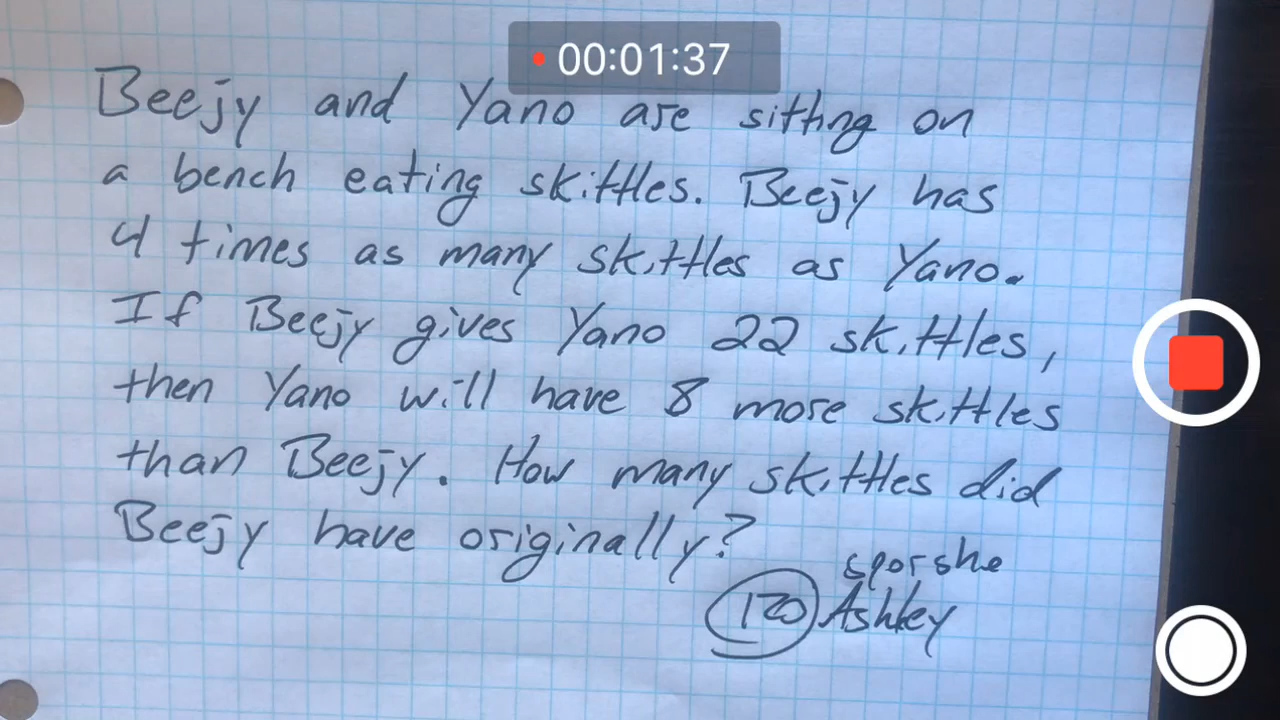 00:01:37
Beejy and Yano are sitting on
a bench eating skittles. Beejy has
4 times as many skittles as Yano.
If Beejy gives Yano 22 skittles,
then Yano will have 8 more skittles
than Beejy. How many skittles did
Beejy have originally?
sporshe
120 Ashley